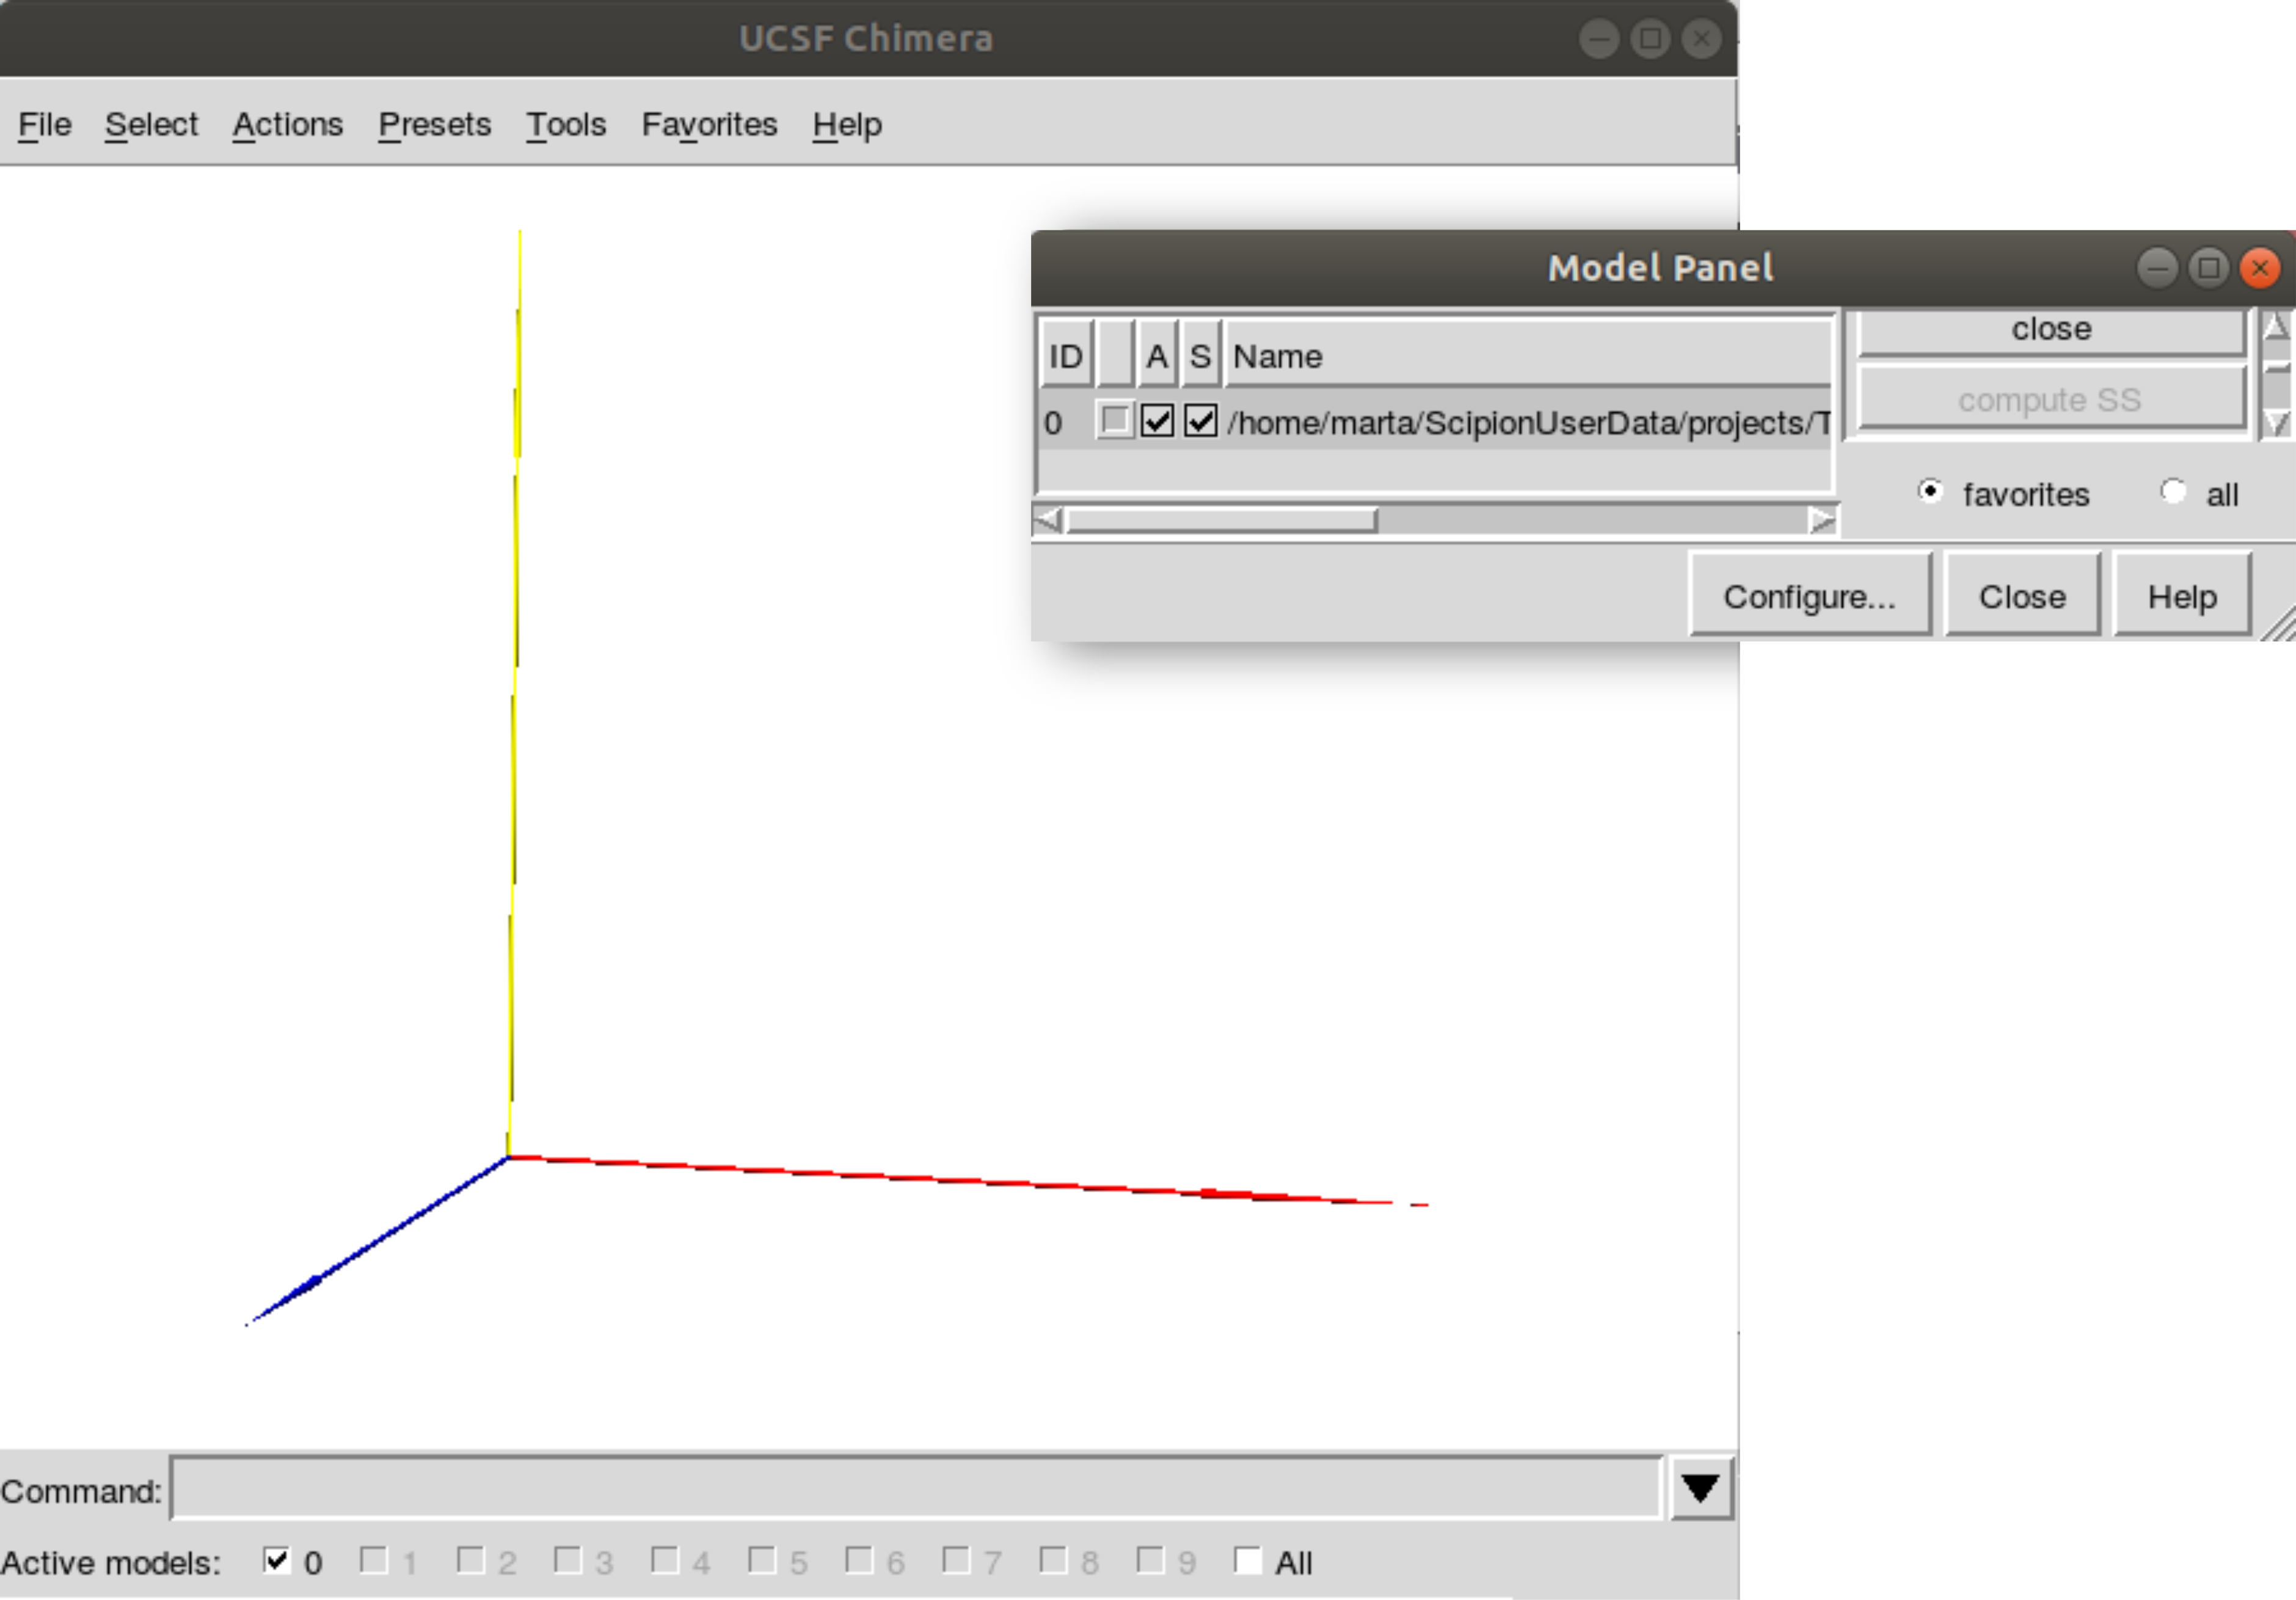 UCSF Chimera
File Select Actions Presets Tools Favorites Help
Model Panel
ID A S Name
close
compute SS
0 /home/marta/ScipionUserData/projects/T
favorites all
Configure... Close Help
Command:
Active models: 0 1 2 3 4 5 6 7 8 9 All